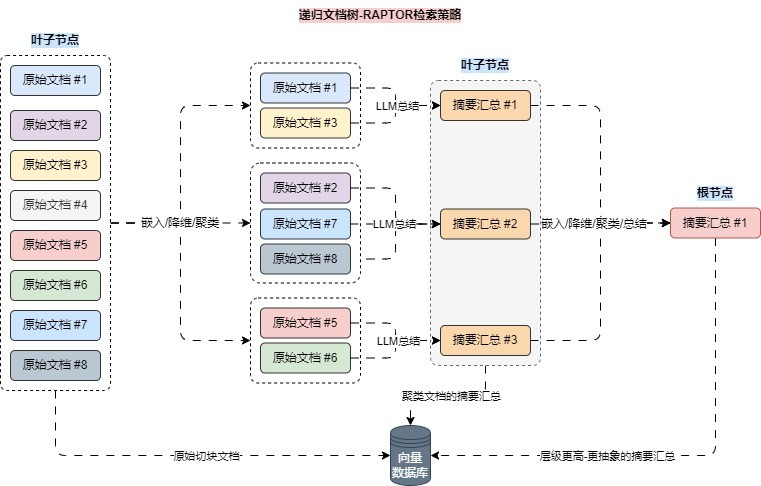 递归文档树-RAPTOR检索策略
叶子节点
原始文档 #1
原始文档 #2
原始文档 #3
原始文档 #4
原始文档 #5
原始文档 #6
原始文档 #7
原始文档 #8
嵌入/降维/聚类
原始文档 #1
原始文档 #3
LLM总结
原始文档 #2
原始文档 #7
原始文档 #8
LLM总结
原始文档 #5
原始文档 #6
LLM总结
叶子节点
摘要汇总 #1
摘要汇总 #2
摘要汇总 #3
嵌入/降维/聚类/总结
根节点
摘要汇总 #1
聚类文档的摘要汇总
原始切块文档
向量
数据库
层级更高-更抽象的摘要汇总